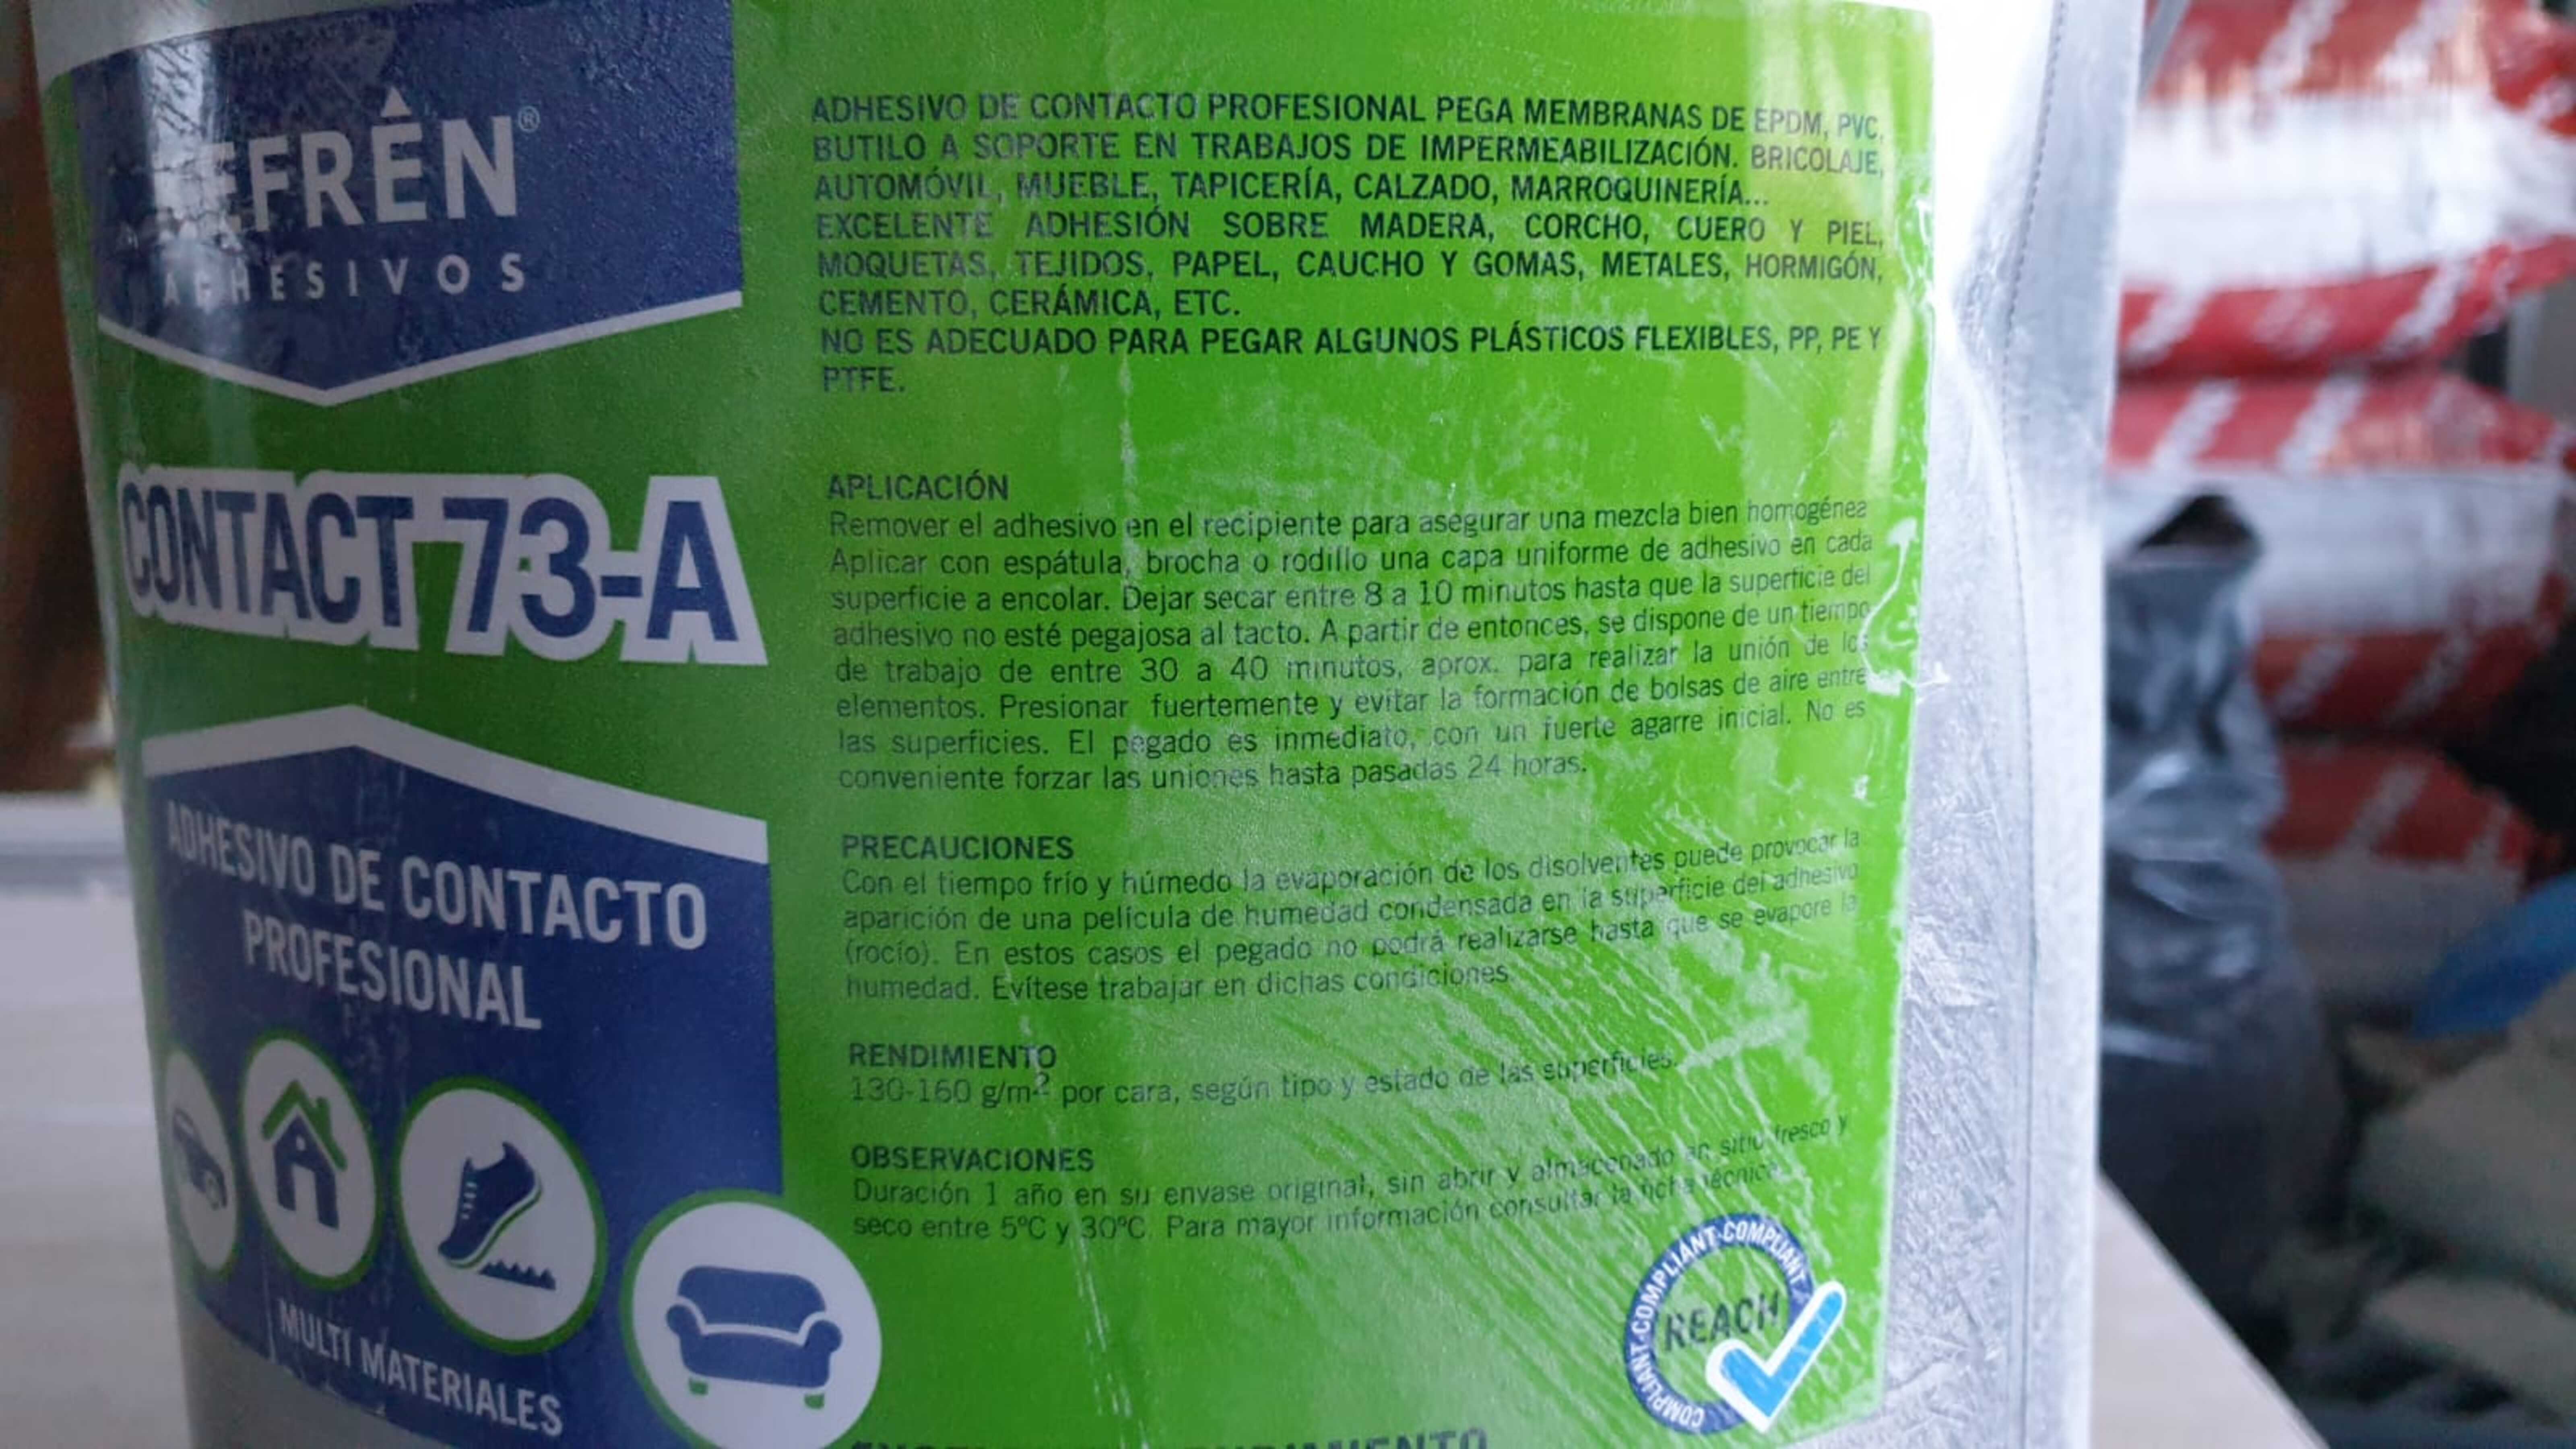 EFRÊN®
ADHESIVOS
CONTACT 73-A
ADHESIVO DE CONTACTO
PROFESIONAL
MULTI MATERIALES
ADHESIVO DE CONTACTO PROFESIONAL PEGA MEMBRANAS DE EPDM, PVC,
BUTILO A SOPORTE EN TRABAJOS DE IMPERMEABILIZACIÓN. BRICOLAJE,
AUTOMÓVIL, MUEBLE, TAPICERÍA, CALZADO, MARROQUINERÍA...
EXCELENTE ADHESIÓN SOBRE MADERA, CORCHO, CUERO Y PIEL,
MOQUETAS, TEJIDOS, PAPEL, CAUCHO Y GOMAS, METALES, HORMIGÓN,
CEMENTO, CERÁMICA, ETC.
NO ES ADECUADO PARA PEGAR ALGUNOS PLÁSTICOS FLEXIBLES, PP, PE Y
PTFE.
APLICACIÓN
Remover el adhesivo en el recipiente para asegurar una mezcla bien homogénea
Aplicar con espátula, brocha o rodillo una capa uniforme de adhesivo en cada
superficie a encolar. Dejar secar entre 8 a 10 minutos hasta que la superficie del
adhesivo no esté pegajosa al tacto. A partir de entonces, se dispone de un tiempo
de trabajo de entre 30 a 40 minutos, aprox. para realizar la unión de los
elementos. Presionar fuertemente y evitar la formación de bolsas de aire entre
las superficies. El pegado es inmediato, con un fuerte agarre inicial. No es
conveniente forzar las uniones hasta pasadas 24 horas.
PRECAUCIONES
Con el tiempo frío y húmedo la evaporación de los disolventes puede provocar la
aparición de una película de humedad condensada en la superficie del adhesivo
(rocío). En estos casos el pegado no podrá realizarse hasta que se evapore la
humedad. Evítese trabajar en dichas condiciones.
RENDIMIENTO
130-160 g/m² por cara, según tipo y estado de las superficies.
OBSERVACIONES
Duración 1 año en su envase original, sin abrir y almacenado en sitio fresco y
seco entre 5ºC y 30ºC. Para mayor información consultar la ficha técnica
COMPLIANT·COMPLIANT·COMPLIANT·COMPLIANT
REACH